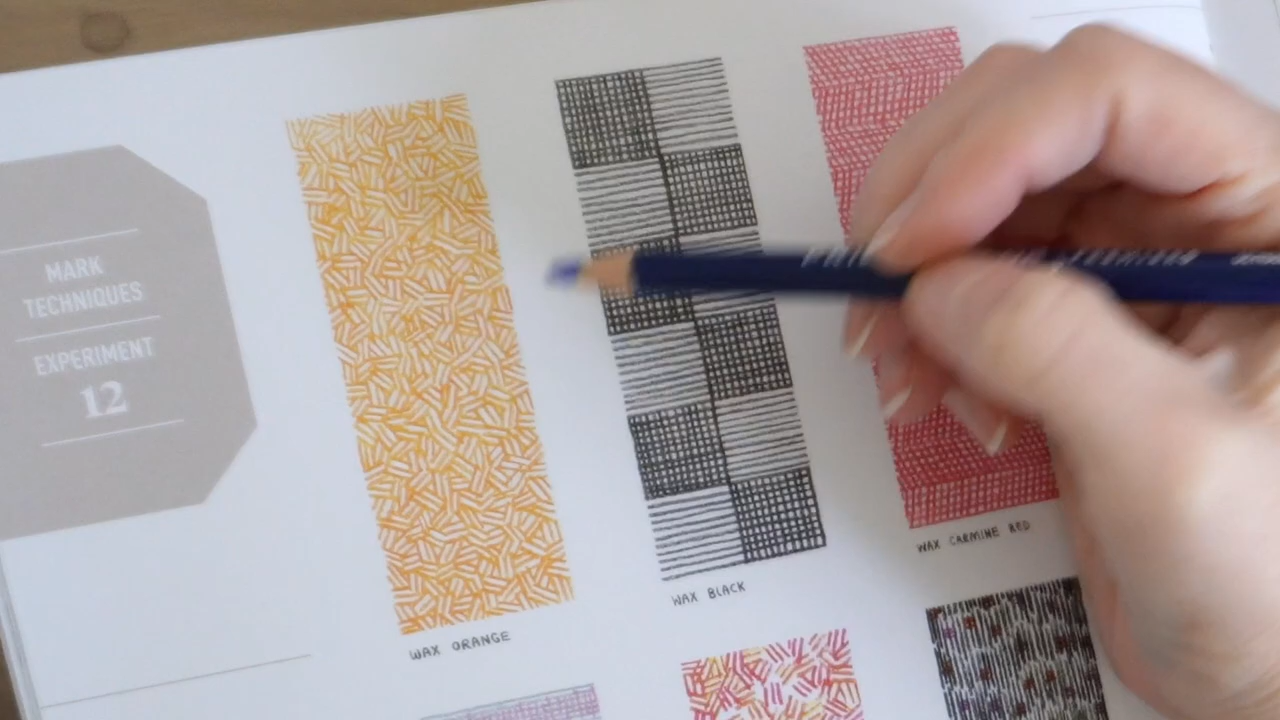 MARK
TECHNIQUES
EXPERIMENT
12
WAX ORANGE
WAX BLACK
WAX CARMINE RED